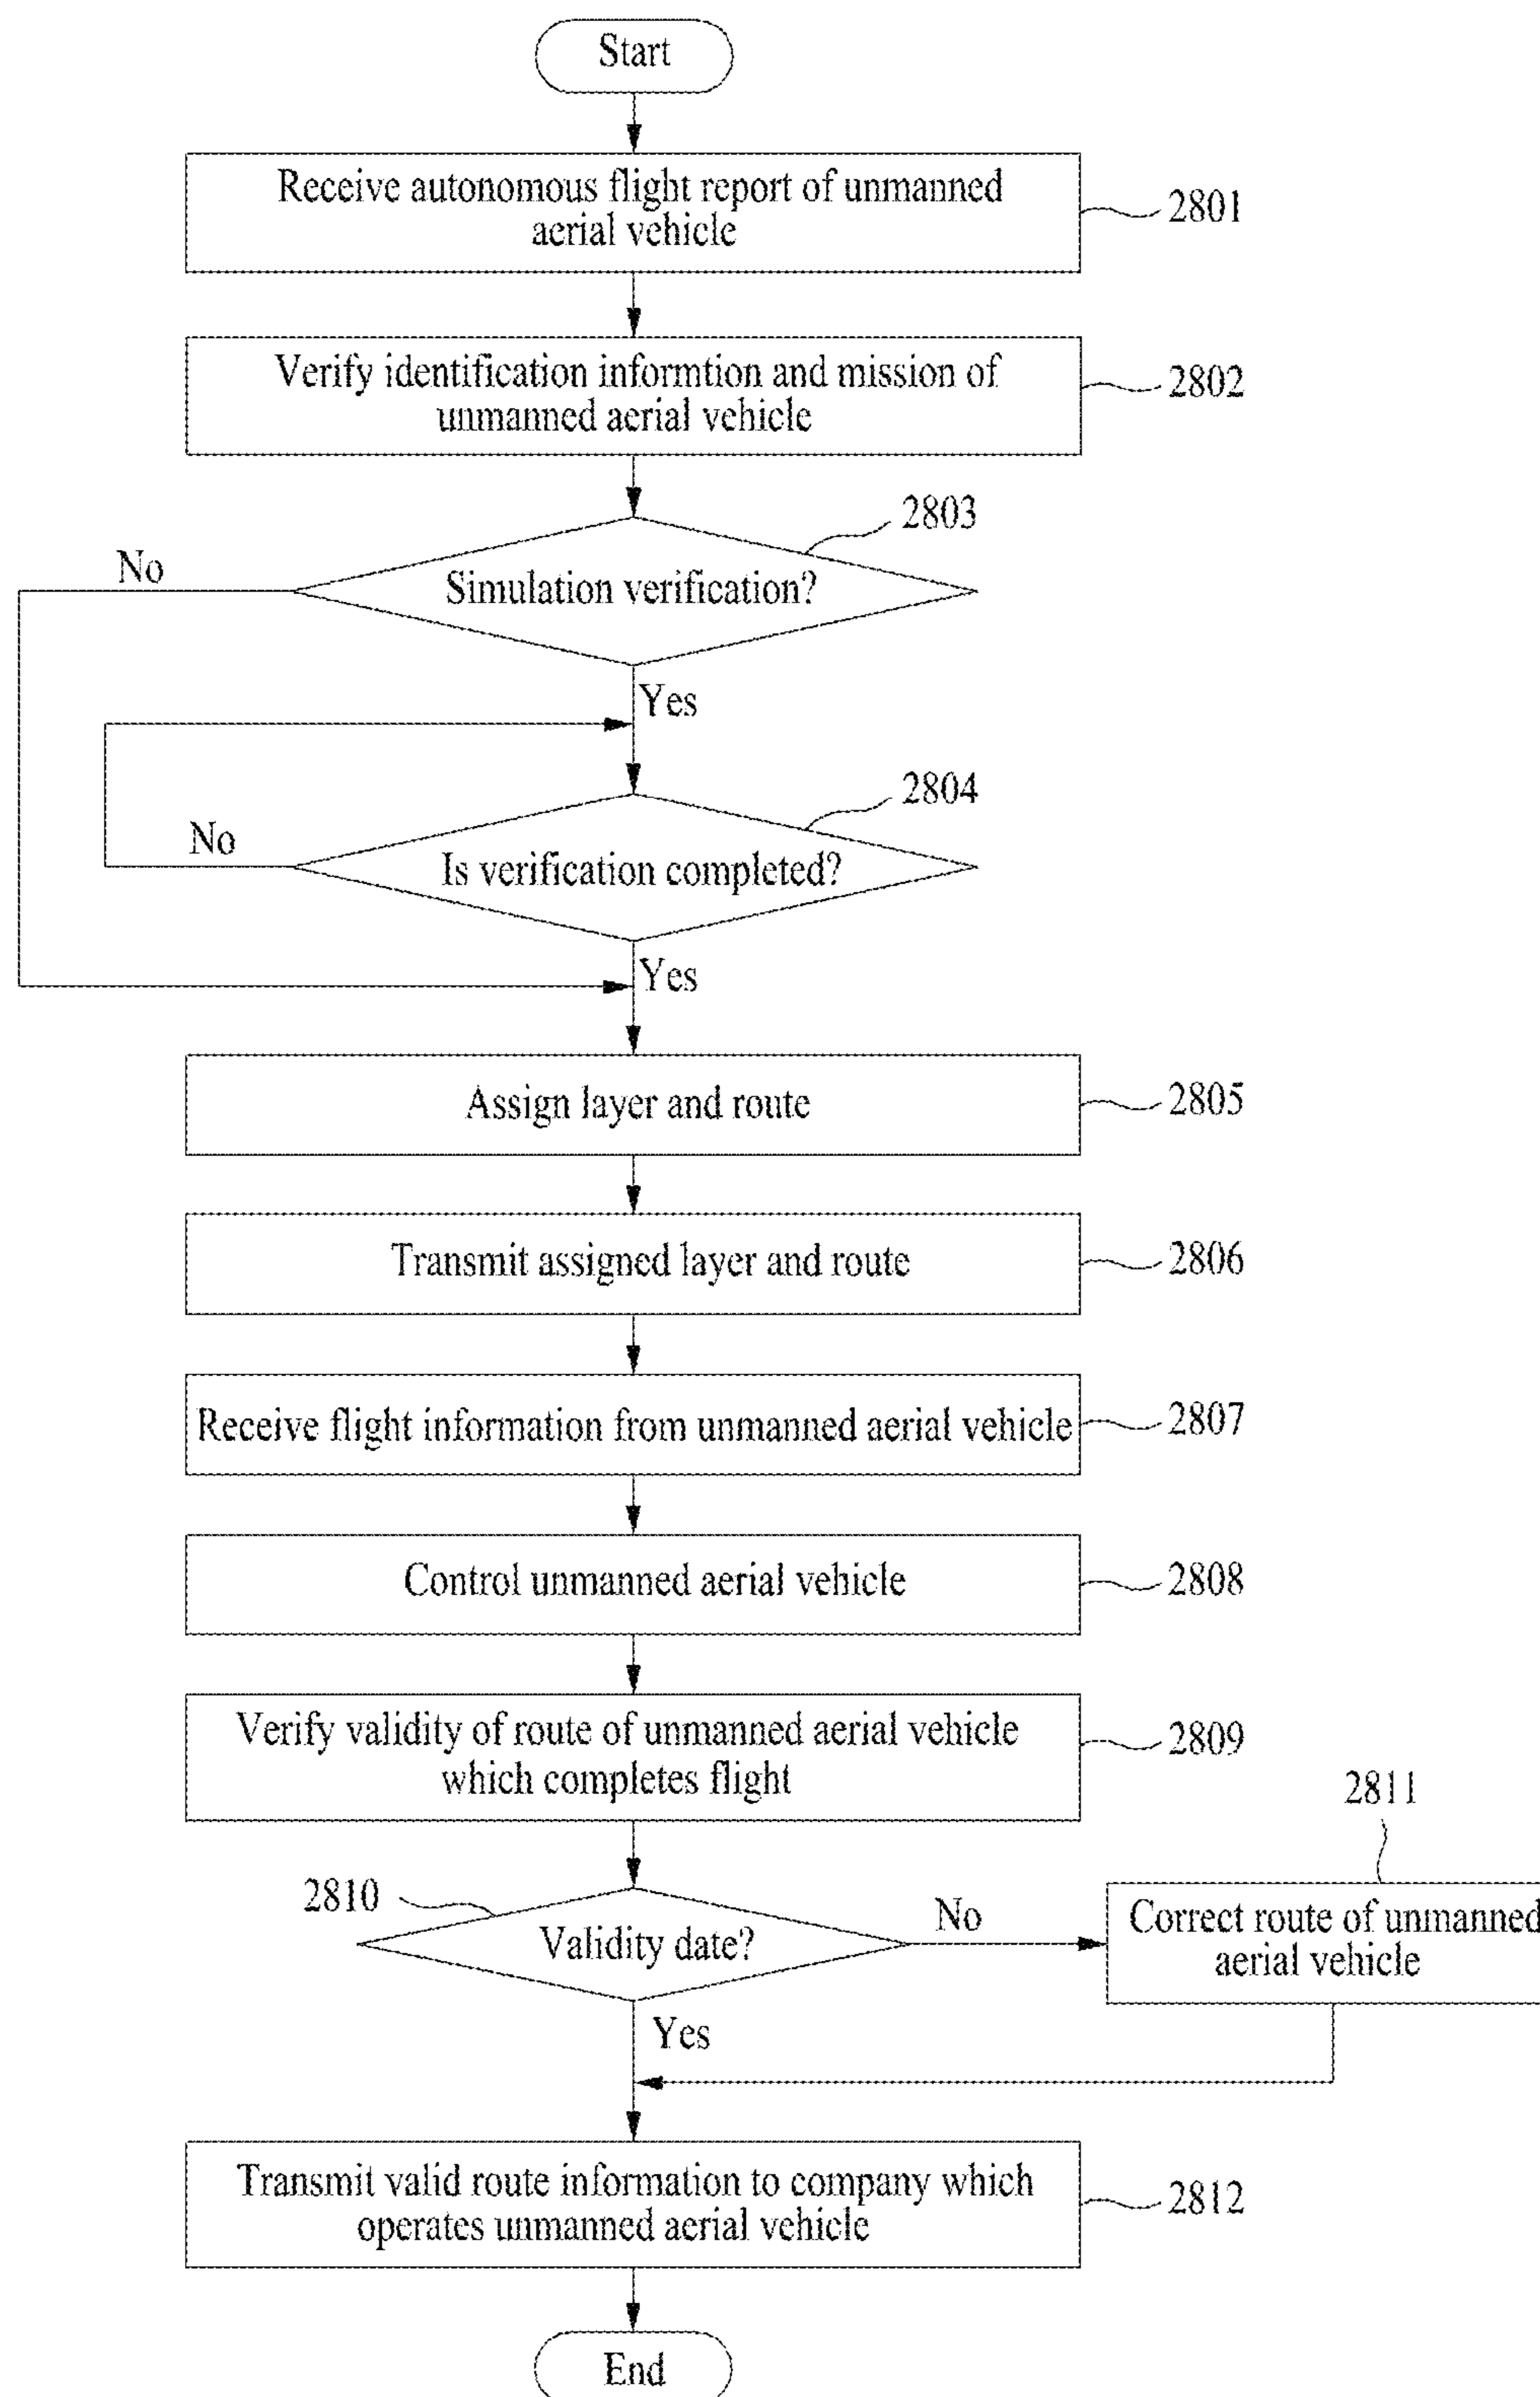 Start
Receive autonomous flight report of unmanned
aerial vehicle
2801
Verify identification informtion and mission of
unmanned aerial vehicle
2802
2803
No
Simulation verification?
Yes
2804
No
Is verification completed?
Yes
Assign layer and route
2805
Transmit assigned layer and route
2806
Receive flight information from unmanned aerial vehicle
2807
Control unmanned aerial vehicle
2808
Verify validity of route of unmanned aerial vehicle
which completes flight
2809
2810
Validity date?
No
2811
Correct route of unmanned
aerial vehicle
Yes
Transmit valid route information to company which
operates unmanned aerial vehicle
2812
End